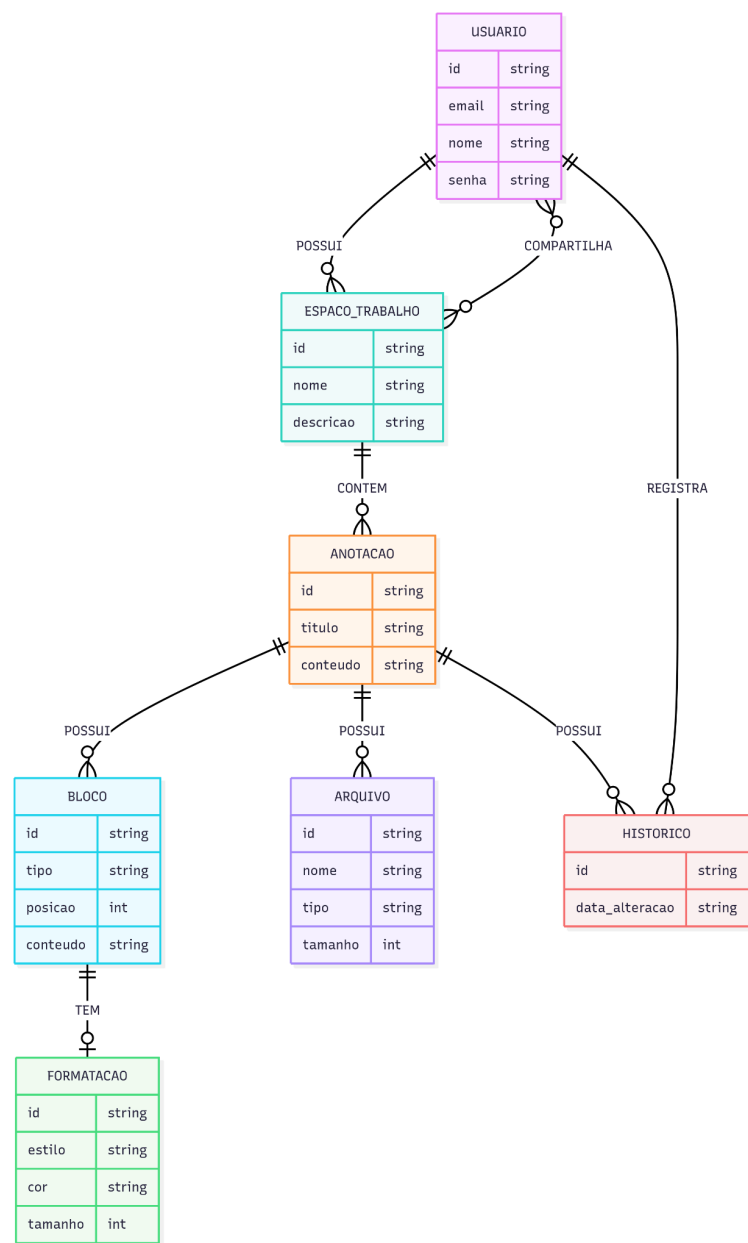 USUARIO
id string
email string
nome string
senha string
POSSUI
COMPARTILHA
ESPACO_TRABALHO
id string
nome string
descricao string
CONTEM
REGISTRA
ANOTACAO
id string
titulo string
conteudo string
POSSUI
POSSUI
POSSUI
BLOCO
id string
tipo string
posicao int
conteudo string
ARQUIVO
id string
nome string
tipo string
tamanho int
HISTORICO
id string
data_alteracao string
TEM
FORMATACAO
id string
estilo string
cor string
tamanho int